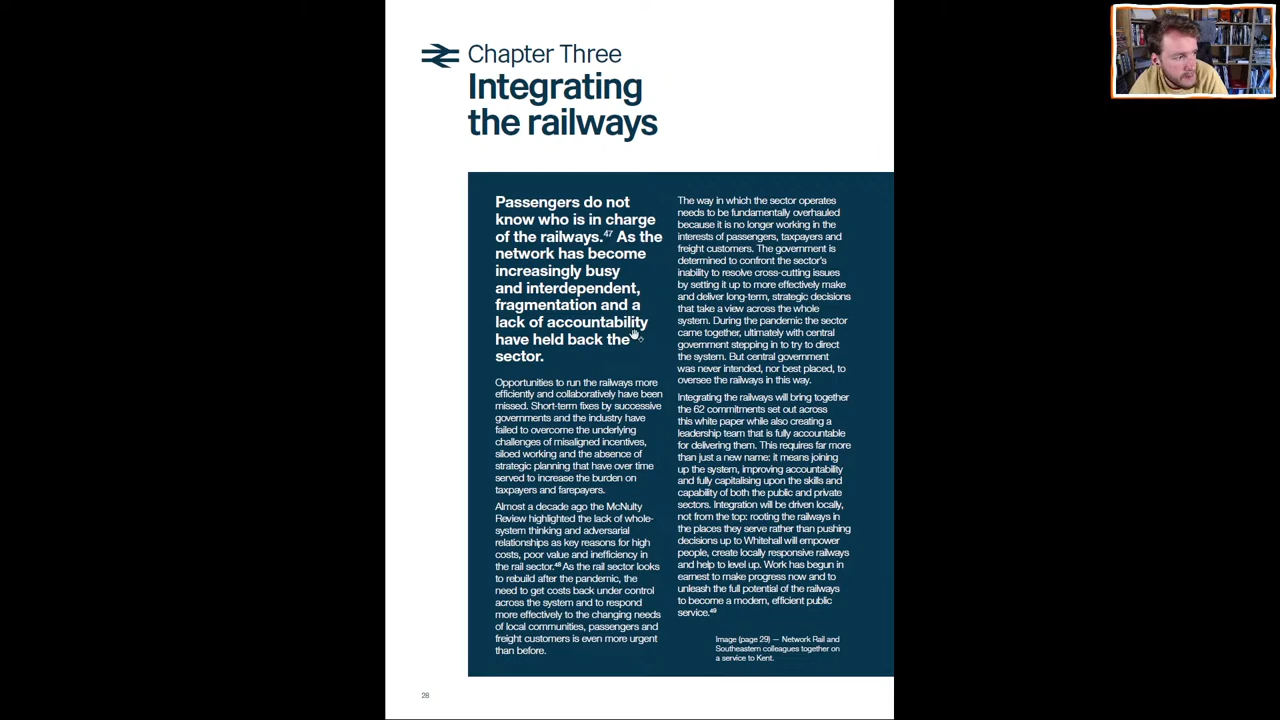 Chapter Three
Integrating
the railways
Passengers do not
know who is in charge
of the railways.47 As the
network has become
increasingly busy
and interdependent,
fragmentation and a
lack of accountability
have held back the
sector.
Opportunities to run the railways more
efficiently and collaboratively have been
missed. Short-term fixes by successive
governments and the industry have
failed to overcome the underlying
challenges of misaligned incentives,
siloed working and the absence of
strategic planning that have over time
served to increase the burden on
taxpayers and farepayers.
Almost a decade ago the McNulty
Review highlighted the lack of whole-
system thinking and adversarial
relationships as key reasons for high
costs, poor value and inefficiency in
the rail sector.48 As the rail sector looks
to rebuild after the pandemic, the
need to get costs back under control
across the system and to respond
more effectively to the changing needs
of local communities, passengers and
freight customers is even more urgent
than before.
The way in which the sector operates
needs to be fundamentally overhauled
because it is no longer working in the
interests of passengers, taxpayers and
freight customers. The government is
determined to confront the sector's
inability to resolve cross-cutting issues
by setting it up to more effectively make
and deliver long-term, strategic decisions
that take a view across the whole
system. During the pandemic the sector
came together, ultimately with central
government stepping in to try to direct
the system. But central government
was never intended, nor best placed, to
oversee the railways in this way.
Integrating the railways will bring together
the 62 commitments set out across
this white paper while also creating a
leadership team that is fully accountable
for delivering them. This requires far more
than just a new name: it means joining
up the system, improving accountability
and fully capitalising upon the skills and
capability of both the public and private
sectors. Integration will be driven locally,
not from the top: rooting the railways in
the places they serve rather than pushing
decisions up to Whitehall will empower
people, create locally responsive railways
and help to level up. Work has begun in
earnest to make progress now and to
unleash the full potential of the railways
to become a modern, efficient public
service.49
Image (page 29) — Network Rail and
Southeastern colleagues together on
a service to Kent.
28